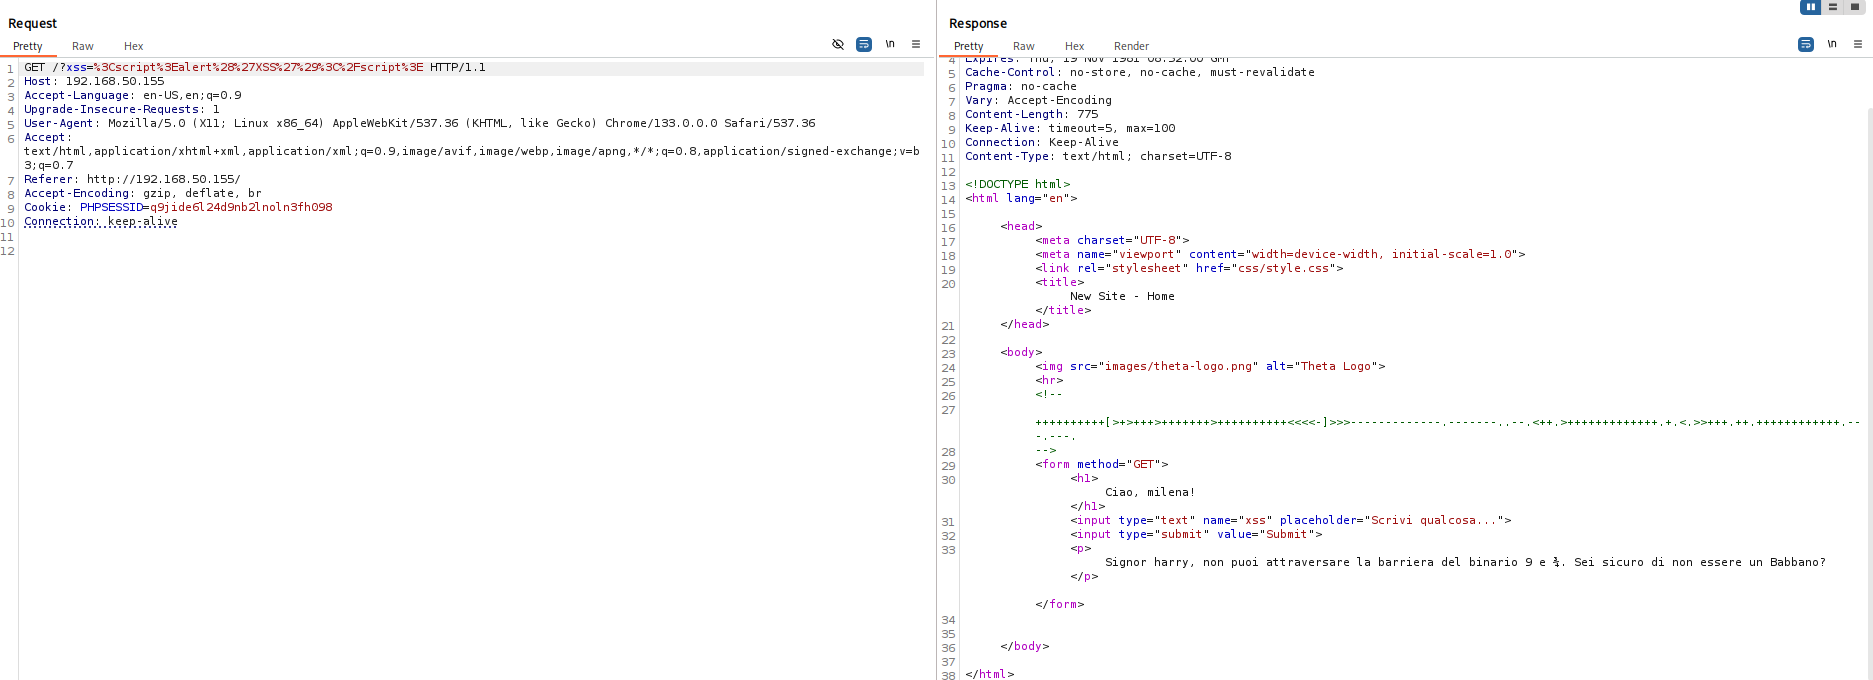 Request
Pretty Raw Hex
\n
1 GET /?xss=%3Cscript%3Ealert%28%27XSS%27%29%3C%2Fscript%3E HTTP/1.1
2 Host: 192.168.50.155
3 Accept-Language: en-US,en;q=0.9
4 Upgrade-Insecure-Requests: 1
5 User-Agent: Mozilla/5.0 (X11; Linux x86_64) AppleWebKit/537.36 (KHTML, like Gecko) Chrome/133.0.0.0 Safari/537.36
6 Accept:
text/html,application/xhtml+xml,application/xml;q=0.9,image/avif,image/webp,image/apng,*/*;q=0.8,application/signed-exchange;v=b
3;q=0.7
7 Referer: http://192.168.50.155/
8 Accept-Encoding: gzip, deflate, br
9 Cookie: PHPSESSID=q9jide6l24d9nb2lnoln3fh098
10 Connection: keep-alive
11
12
Response
Pretty Raw Hex Render
\n
4 Expires: Thu, 19 Nov 1981 08:52:00 GMT
5 Cache-Control: no-store, no-cache, must-revalidate
6 Pragma: no-cache
7 Vary: Accept-Encoding
8 Content-Length: 775
9 Keep-Alive: timeout=5, max=100
10 Connection: Keep-Alive
11 Content-Type: text/html; charset=UTF-8
12
13 <!DOCTYPE html>
14 <html lang="en">
15
16 <head>
17 <meta charset="UTF-8">
18 <meta name="viewport" content="width=device-width, initial-scale=1.0">
19 <link rel="stylesheet" href="css/style.css">
20 <title>
New Site - Home
</title>
21 </head>
22
23 <body>
24 <img src="images/theta-logo.png" alt="Theta Logo">
25 <hr>
26 <!--
27
++++++++++[>+>+++>+++++++>++++++++++<<<<-]>>>-------------.-------..--.<++.>+++++++++++++.+.<.>>+++.++.++++++++++++.--
-.---.
28 -->
29 <form method="GET">
30 <h1>
Ciao, milena!
</h1>
31 <input type="text" name="xss" placeholder="Scrivi qualcosa...">
32 <input type="submit" value="Submit">
33 <p>
Signor harry, non puoi attraversare la barriera del binario 9 e ¾. Sei sicuro di non essere un Babbano?
</p>
</form>
34
35
36 </body>
37
38 </html>